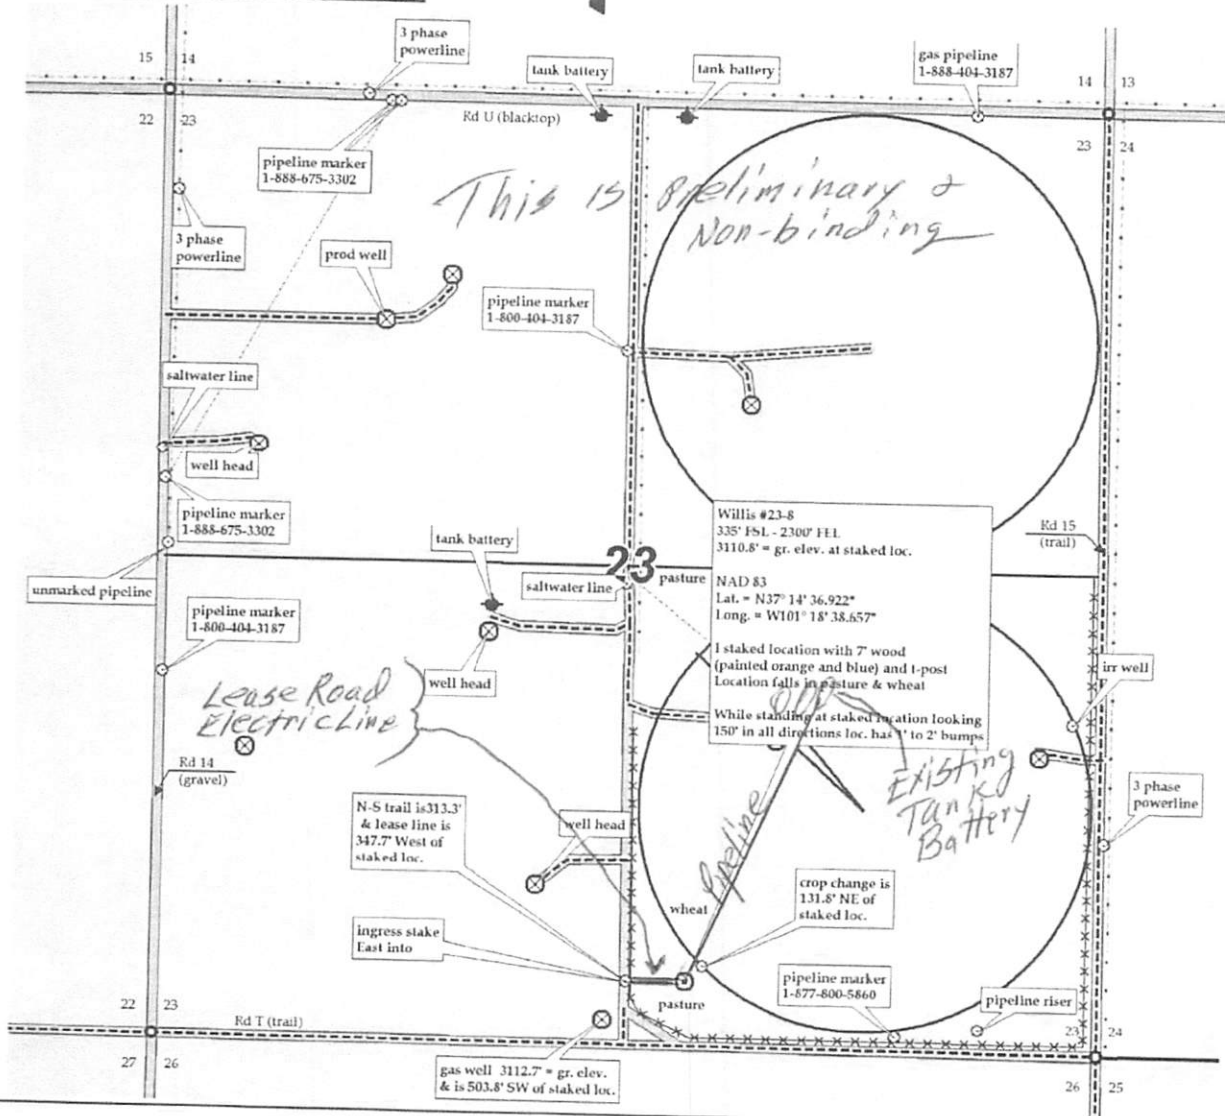 3 phase
powerline
gas pipeline
1-888-404-3187
15
14
tank battery
tank battery
14
13
Rd U (blacktop)
22
23
23
24
pipeline marker
1-888-675-3302
This is Preliminary &
Non-binding
3 phase
powerline
prod well
pipeline marker
1-800-404-3187
saltwater line
well head
pipeline marker
1-888-675-3302
Willis #23-8
335' FSL - 2300' FEL
3110.8' = gr. elev. at staked loc.
NAD 83
Lat. = N37° 14' 36.922"
Long. = W101° 18' 38.657"
I staked location with 7' wood
(painted orange and blue) and t-post
Location falls in pasture & wheat
While standing at staked location looking
150' in all directions loc. has 1' to 2' bumps
Rd 15
(trail)
tank battery
23
pasture
saltwater line
unmarked pipeline
pipeline marker
1-800-404-3187
irr well
well head
Lease Road
Electric Line
Existing
Tank
Battery
Rd 14
(gravel)
3 phase
powerline
N-S trail is313.3'
& lease line is
347.7' West of
staked loc.
well head
Pipeline
crop change is
131.8' NE of
staked loc.
wheat
ingress stake
East into
pipeline marker
1-877-800-5860
pipeline riser
pasture
22
23
Rd T (trail)
23
24
27
26
gas well 3112.7' = gr. elev.
& is 503.8' SW of staked loc.
26
25